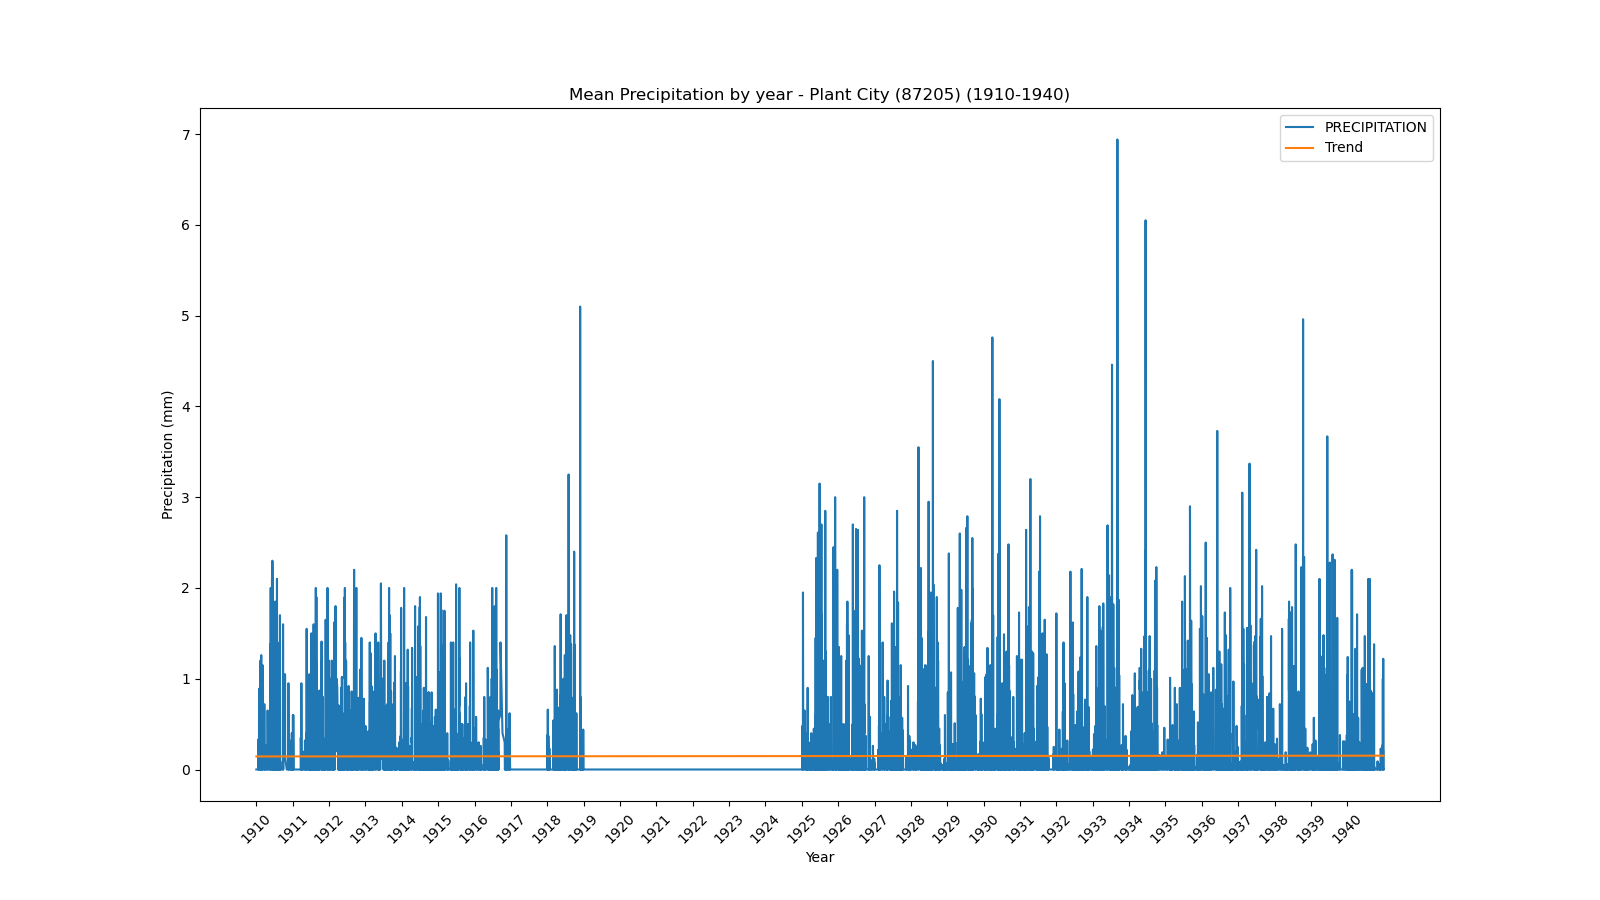 Mean Precipitation by year - Plant City (87205) (1910-1940)
PRECIPITATION
Trend
7
6
5
4
3
2
1
0
Precipitation (mm)
1910 1911 1912 1913 1914 1915 1916 1917 1918 1919 1920 1921 1922 1923 1924 1925 1926 1927 1928 1929 1930 1931 1932 1933 1934 1935 1936 1937 1938 1939 1940
Year